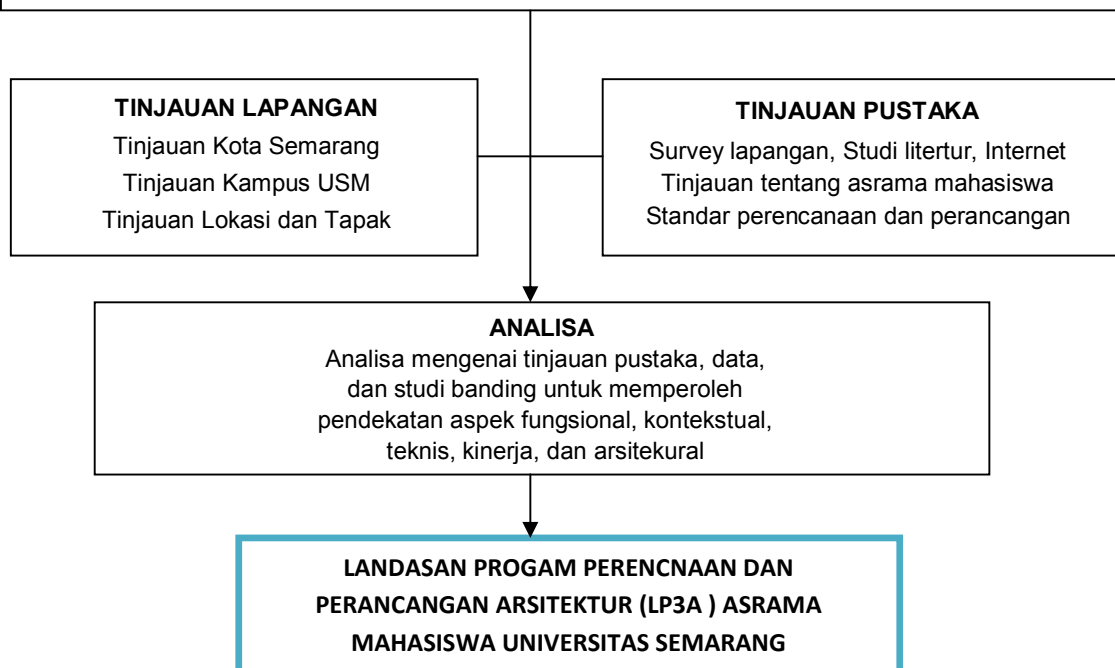 TINJAUAN LAPANGAN
Tinjauan Kota Semarang
Tinjauan Kampus USM
Tinjauan Lokasi dan Tapak
TINJAUAN PUSTAKA
Survey lapangan, Studi litertur, Internet
Tinjauan tentang asrama mahasiswa
Standar perencanaan dan perancangan
ANALISA
Analisa mengenai tinjauan pustaka, data,
dan studi banding untuk memperoleh
pendekatan aspek fungsional, kontekstual,
teknis, kinerja, dan arsitekural
LANDASAN PROGAM PERENCNAAN DAN
PERANCANGAN ARSITEKTUR (LP3A ) ASRAMA
MAHASISWA UNIVERSITAS SEMARANG